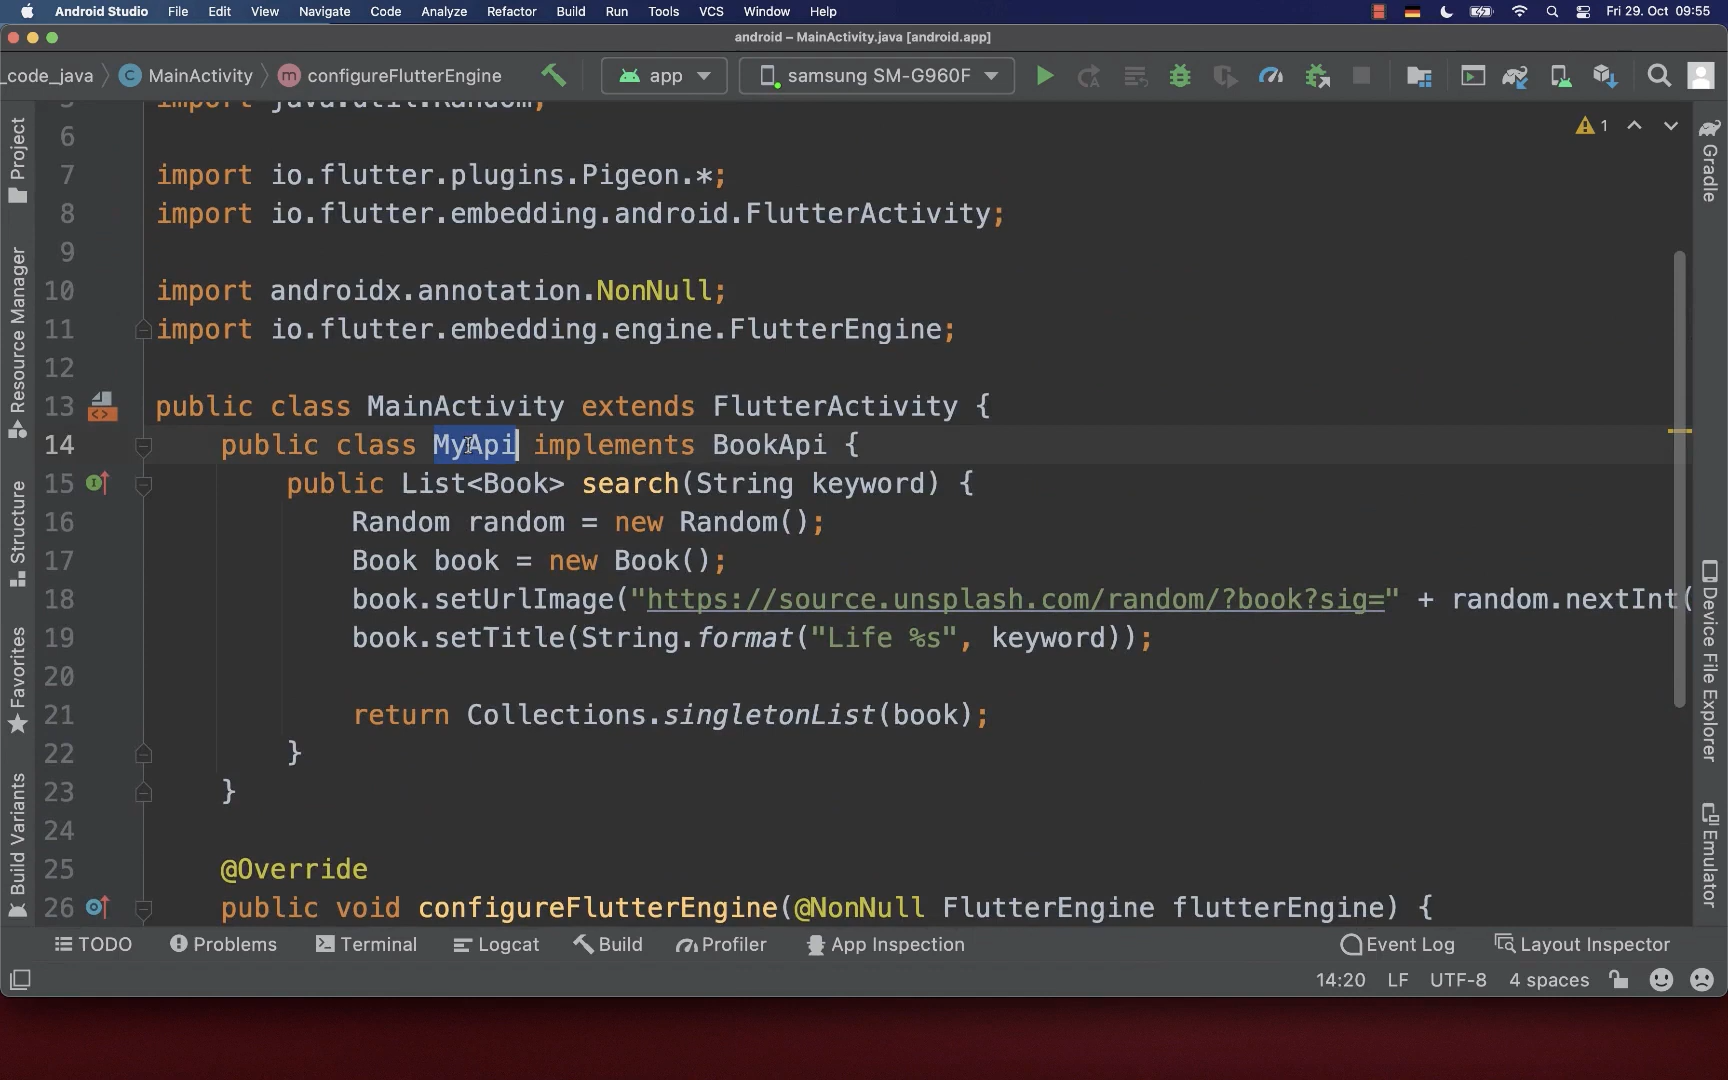 Android Studio File Edit View Navigate Code Analyze Refactor Build Run Tools VCS Window Help Fri 29. Oct 09:55
android – MainActivity.java [android.app]
_code_java MainActivity configureFlutterEngine app samsung SM-G960F
import java.util.Random;
6
7 import io.flutter.plugins.Pigeon.*;
8 import io.flutter.embedding.android.FlutterActivity;
9
10 import androidx.annotation.NonNull;
11 import io.flutter.embedding.engine.FlutterEngine;
12
13 public class MainActivity extends FlutterActivity {
14 public class MyApi implements BookApi {
15 public List<Book> search(String keyword) {
16 Random random = new Random();
17 Book book = new Book();
18 book.setUrlImage("https://source.unsplash.com/random/?book?sig=" + random.nextInt(
19 book.setTitle(String.format("Life %s", keyword));
20
21 return Collections.singletonList(book);
22 }
23 }
24
25 @Override
26 public void configureFlutterEngine(@NonNull FlutterEngine flutterEngine) {
1
Project
Resource Manager
Structure
Favorites
Build Variants
Gradle
Device File Explorer
Emulator
TODO Problems Terminal Logcat Build Profiler App Inspection Event Log Layout Inspector
14:20 LF UTF-8 4 spaces